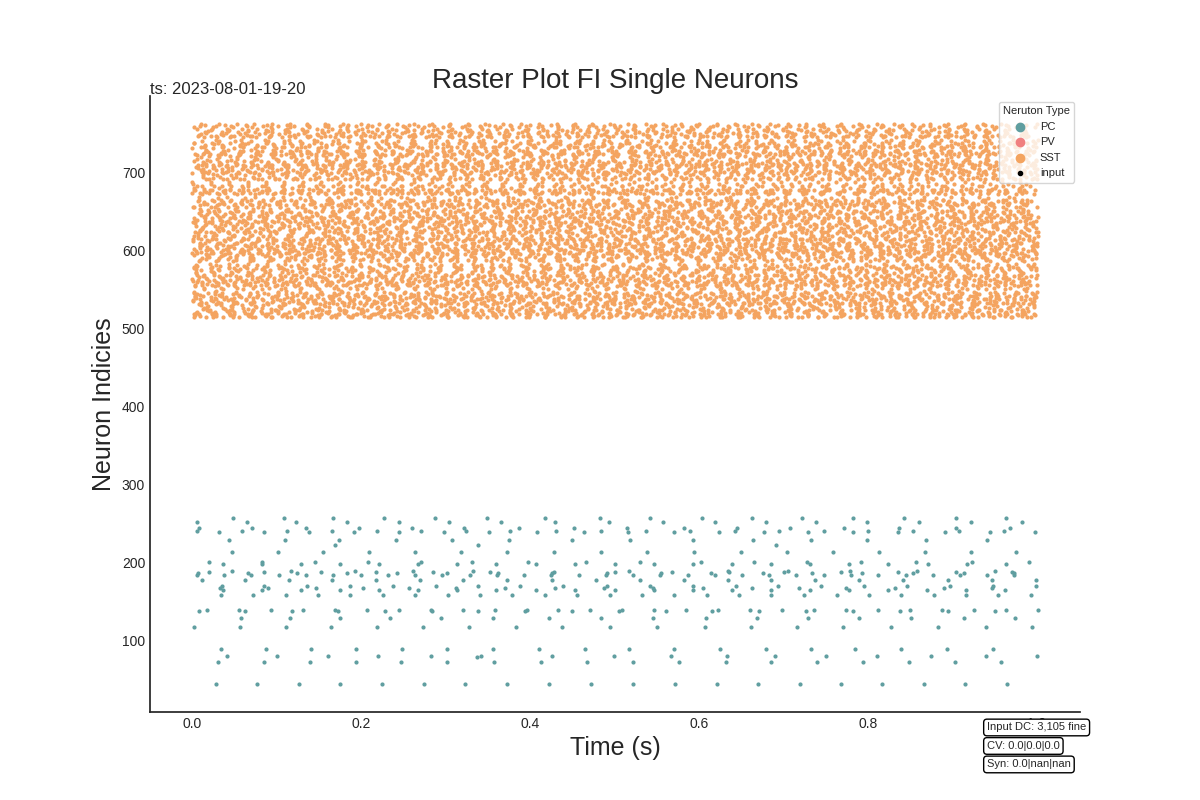 Raster Plot FI Single Neurons
ts: 2023-08-01-19-20
Neruton Type
PC
PV
SST
input
Neuron Indicies
700
600
500
400
300
200
100
0.0
0.2
0.4
0.6
0.8
Time (s)
Input DC: 3,105 fine
CV: 0.0|0.0|0.0
Syn: 0.0|nan|nan